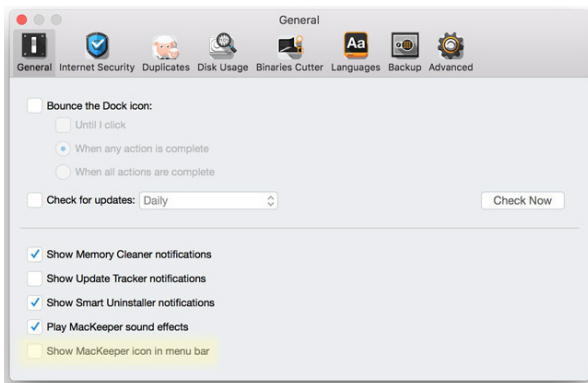 General
General Internet Security Duplicates Disk Usage Binaries Cutter Languages Backup Advanced
Bounce the Dock icon:
Until I click
When any action is complete
When all actions are complete
Check for updates: Daily Check Now
Show Memory Cleaner notifications
Show Update Tracker notifications
Show Smart Uninstaller notifications
Play MacKeeper sound effects
Show MacKeeper icon in menu bar